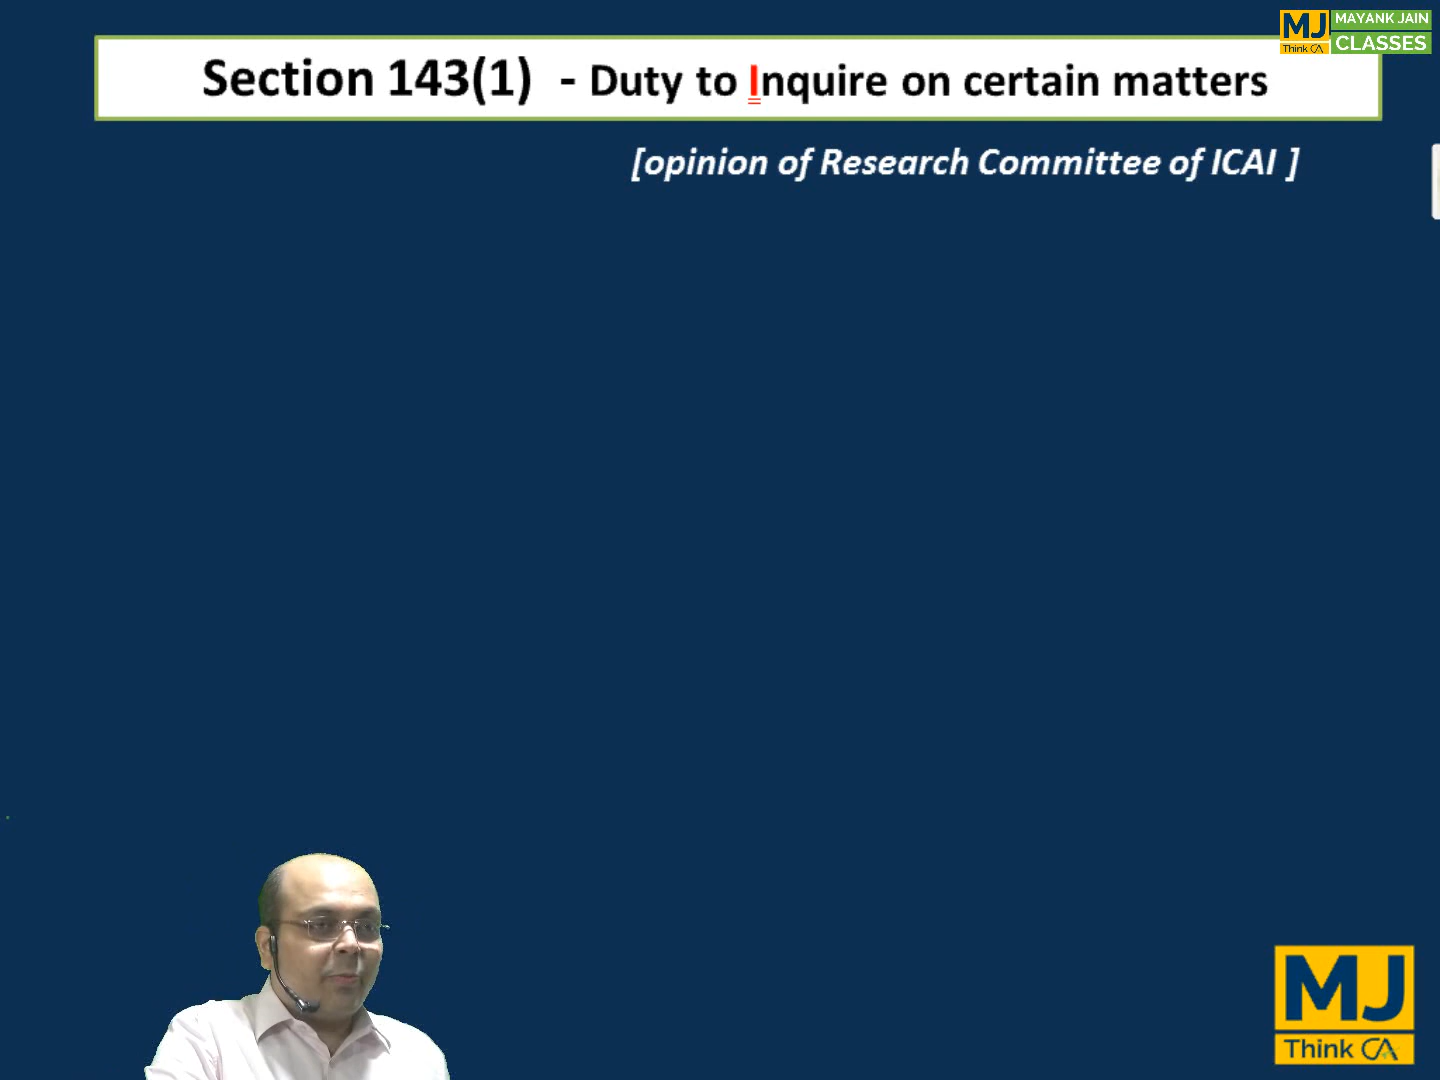 MJ MAYANK JAIN
Think CA CLASSES
Section 143(1) - Duty to Inquire on certain matters
[opinion of Research Committee of ICAI ]
MJ
Think CA